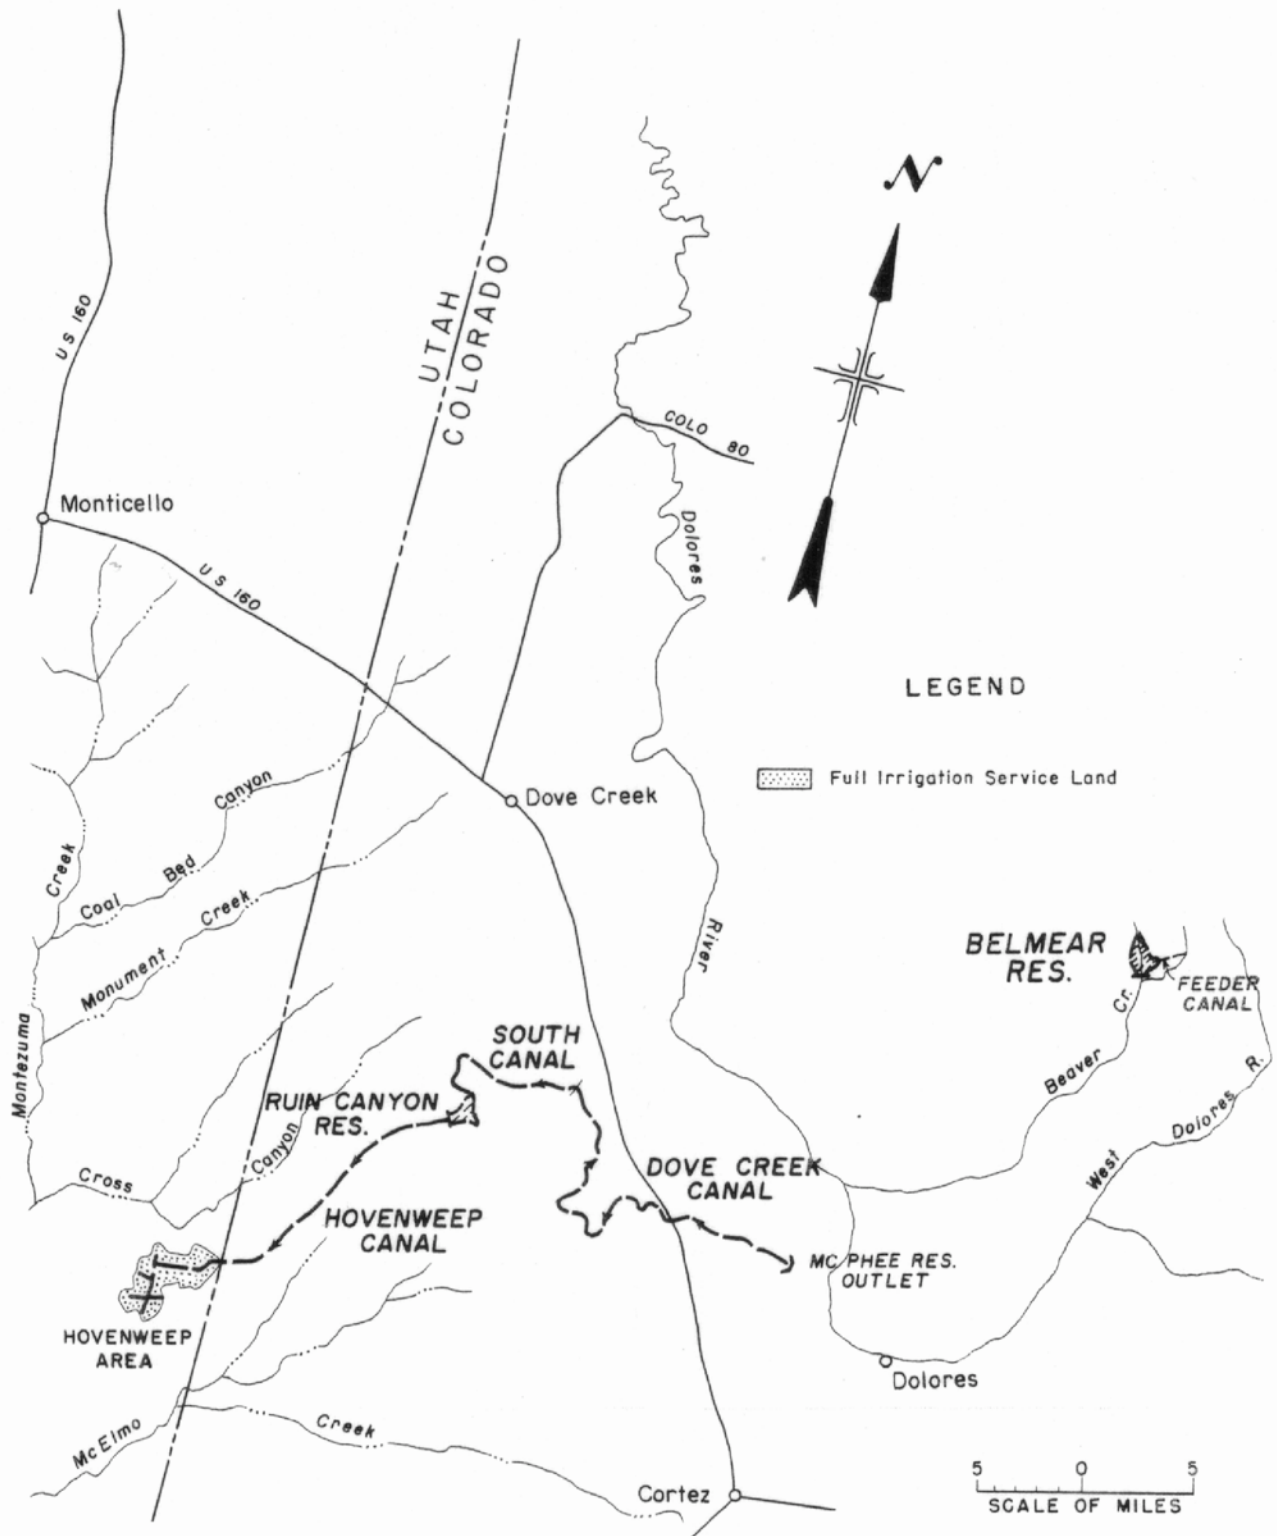 N
US 160
UTAH
COLORADO
COLO 80
Monticello
Dolores
US 160
LEGEND
Full Irrigation Service Land
Canyon
Dove Creek
Creek
Bed
Coal
Creek
River
BELMEAR
RES.
Monument
FEEDER
CANAL
Cr.
SOUTH
CANAL
Montezuma
Beaver
R.
RUIN CANYON
RES.
Dolores
Canyon
Cross
West
DOVE CREEK
CANAL
HOVENWEEP
CANAL
MC PHEE RES.
OUTLET
HOVENWEEP
AREA
Dolores
Creek
McElmo
Cortez
5 0 5
SCALE OF MILES